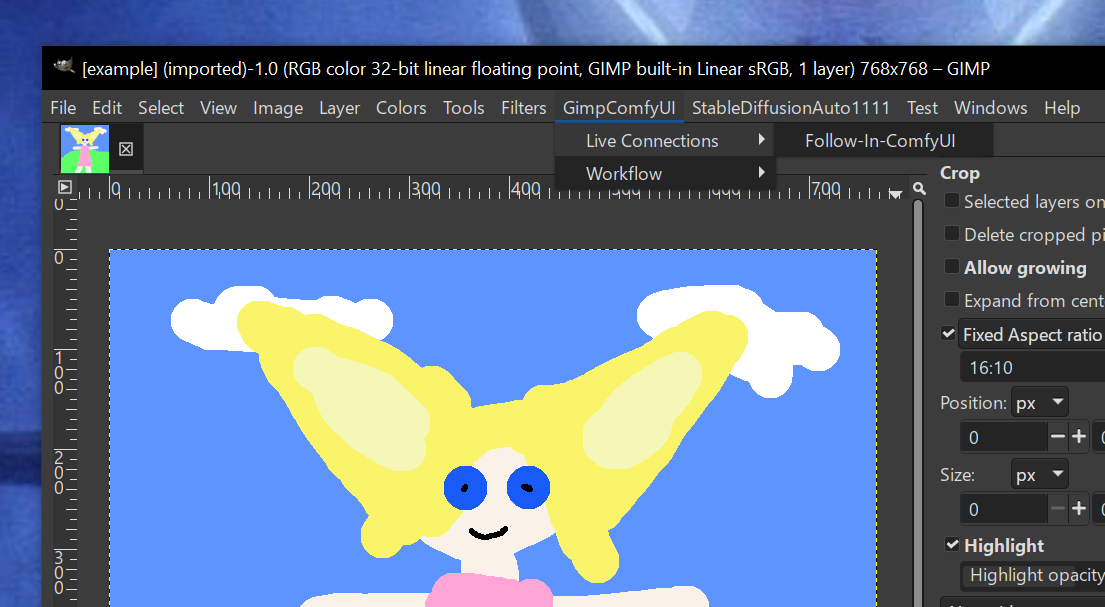 [example] (imported)-1.0 (RGB color 32-bit linear floating point, GIMP built-in Linear sRGB, 1 layer) 768x768 – GIMP
File Edit Select View Image Layer Colors Tools Filters GimpComfyUI StableDiffusionAuto1111 Test Windows Help
Live Connections
Follow-In-ComfyUI
Workflow
0 100 200 300 400 700
0
0
100
200
300
Crop
Selected layers on
Delete cropped pi
Allow growing
Expand from cent
Fixed Aspect ratio
16:10
Position: px
0
Size: px
0
Highlight
Highlight opacity